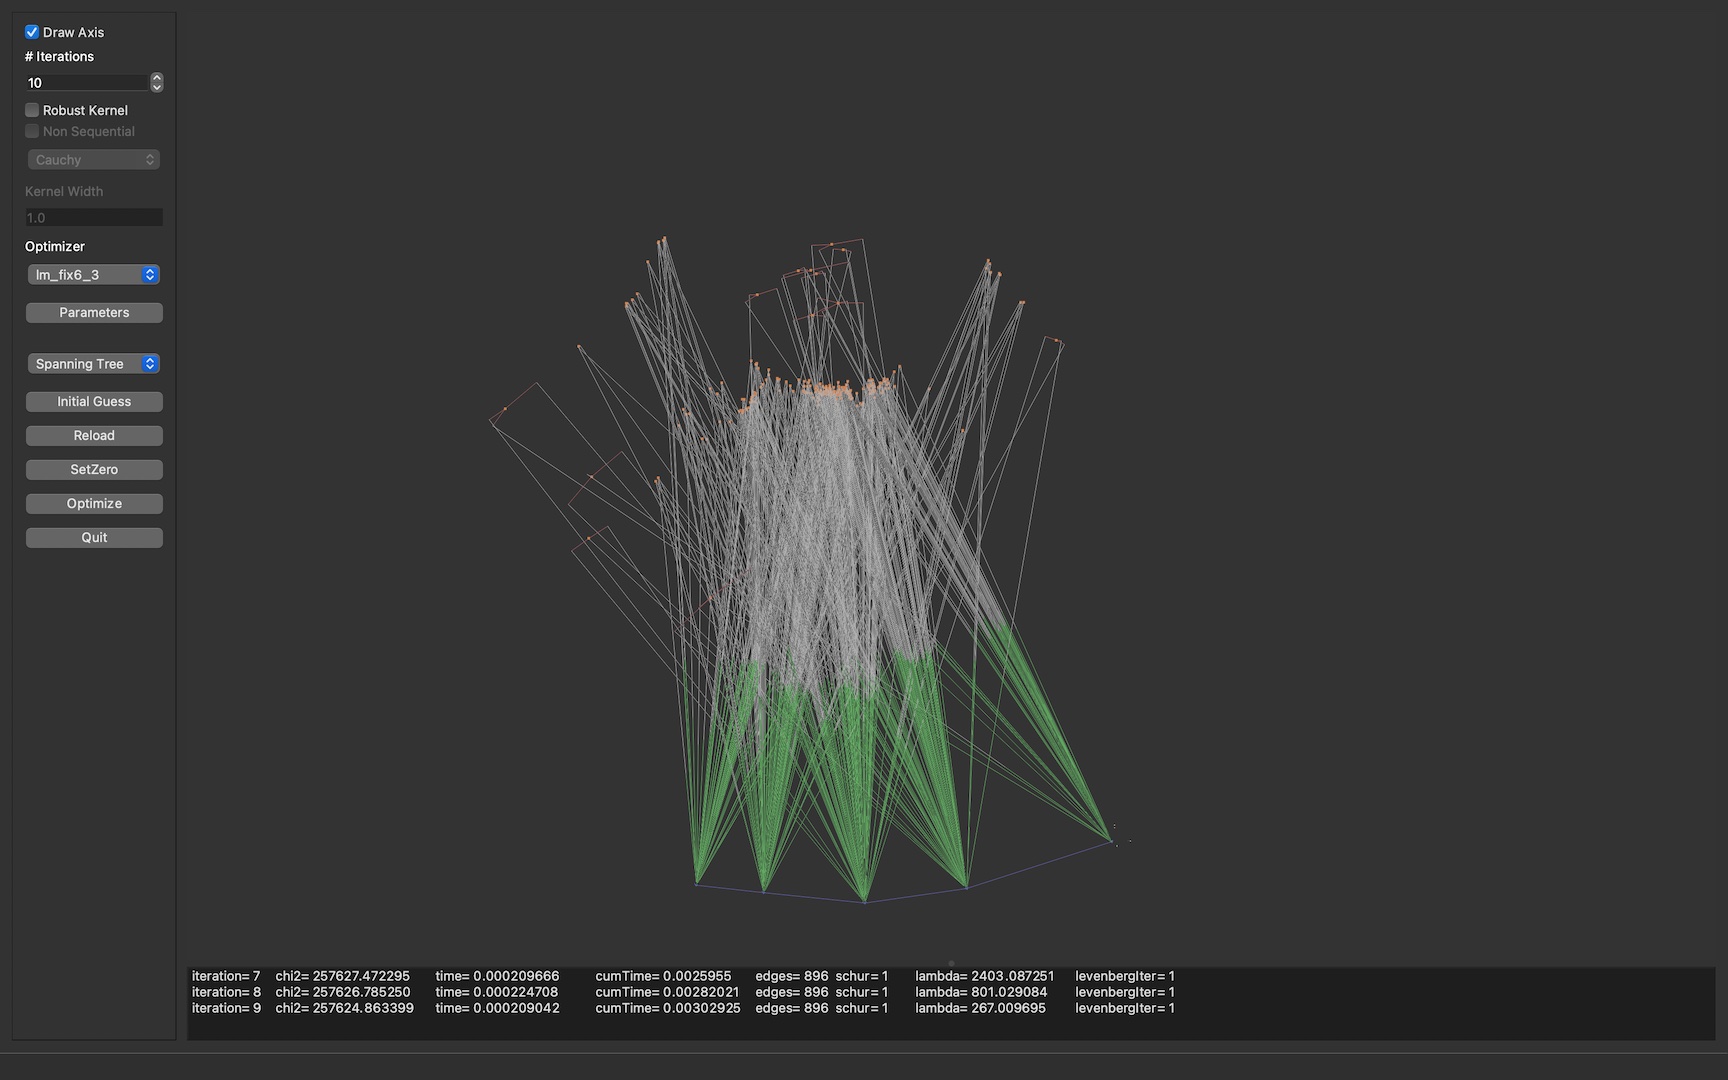 Draw Axis
# Iterations
10
Robust Kernel
Non Sequential
Cauchy
Kernel Width
1.0
Optimizer
lm_fix6_3
Parameters
Spanning Tree
Initial Guess
Reload
SetZero
Optimize
Quit
iteration= 7 chi2= 257627.472295 time= 0.000209666 cumTime= 0.0025955 edges= 896 schur= 1 lambda= 2403.087251 levenbergIter= 1
iteration= 8 chi2= 257626.785250 time= 0.000224708 cumTime= 0.00282021 edges= 896 schur= 1 lambda= 801.029084 levenbergIter= 1
iteration= 9 chi2= 257624.863399 time= 0.000209042 cumTime= 0.00302925 edges= 896 schur= 1 lambda= 267.009695 levenbergIter= 1